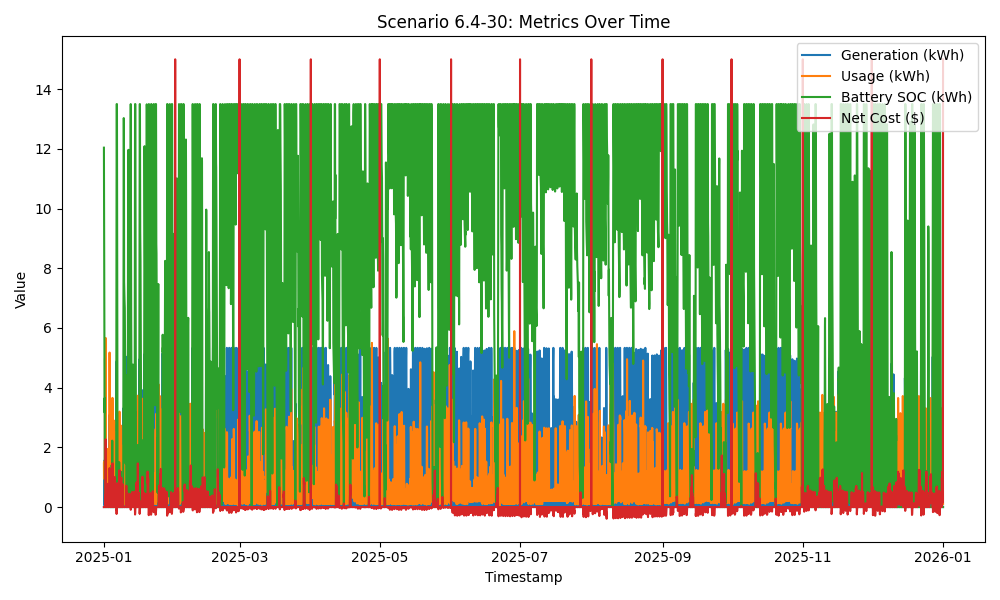 Scenario 6.4-30: Metrics Over Time
Generation (kWh)
Usage (kWh)
Battery SOC (kWh)
Net Cost ($)
Value
14
12
10
8
6
4
2
0
2025-01
2025-03
2025-05
2025-07
2025-09
2025-11
2026-01
Timestamp